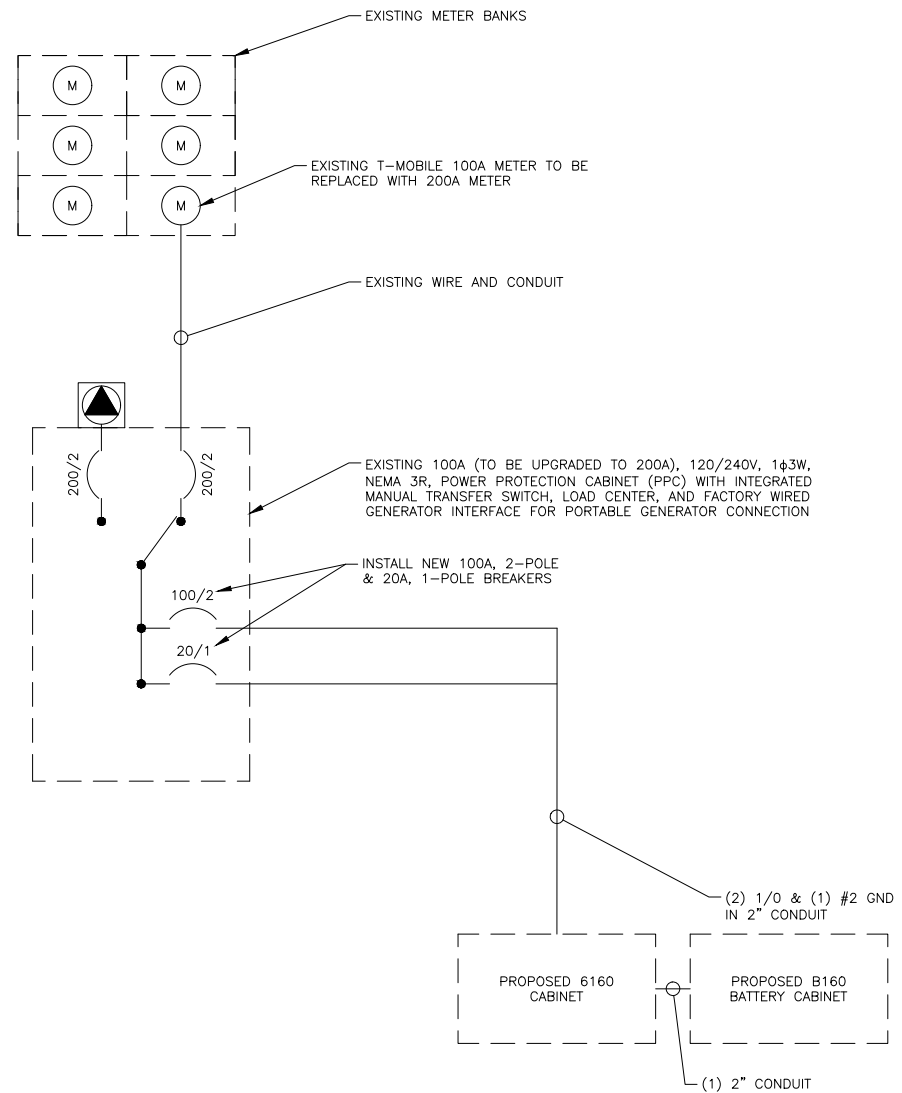 EXISTING METER BANKS
M
M
M
M
EXISTING T-MOBILE 100A METER TO BE
REPLACED WITH 200A METER
M
M
EXISTING WIRE AND CONDUIT
200/2
200/2
EXISTING 100A (TO BE UPGRADED TO 200A), 120/240V, 1ϕ3W,
NEMA 3R, POWER PROTECTION CABINET (PPC) WITH INTEGRATED
MANUAL TRANSFER SWITCH, LOAD CENTER, AND FACTORY WIRED
GENERATOR INTERFACE FOR PORTABLE GENERATOR CONNECTION
INSTALL NEW 100A, 2-POLE
& 20A, 1-POLE BREAKERS
100/2
20/1
(2) 1/0 & (1) #2 GND
IN 2" CONDUIT
PROPOSED 6160
CABINET
PROPOSED B160
BATTERY CABINET
(1) 2" CONDUIT